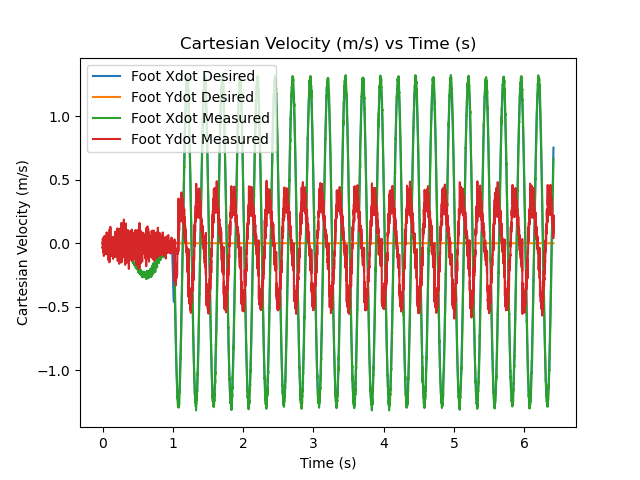 Cartesian Velocity (m/s) vs Time (s)
Foot Xdot Desired
Foot Ydot Desired
Foot Xdot Measured
Foot Ydot Measured
Cartesian Velocity (m/s)
1.0
0.5
0.0
−0.5
−1.0
0 1 2 3 4 5 6
Time (s)